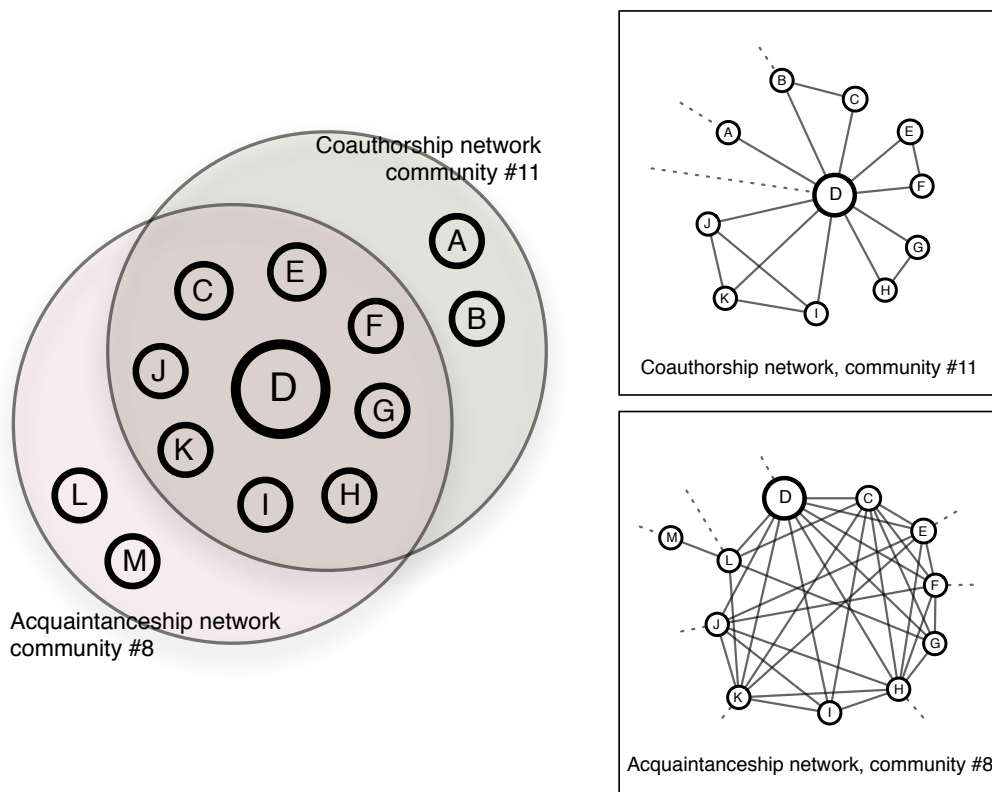 Coauthorship network
community #11
A
B
E
C
F
J
D
G
K
I
H
L
M
Acquaintanceship network
community #8
B
C
A
E
D
F
J
G
K
H
I
Coauthorship network, community #11
D
C
M
E
L
F
J
G
K
H
I
Acquaintanceship network, community #8